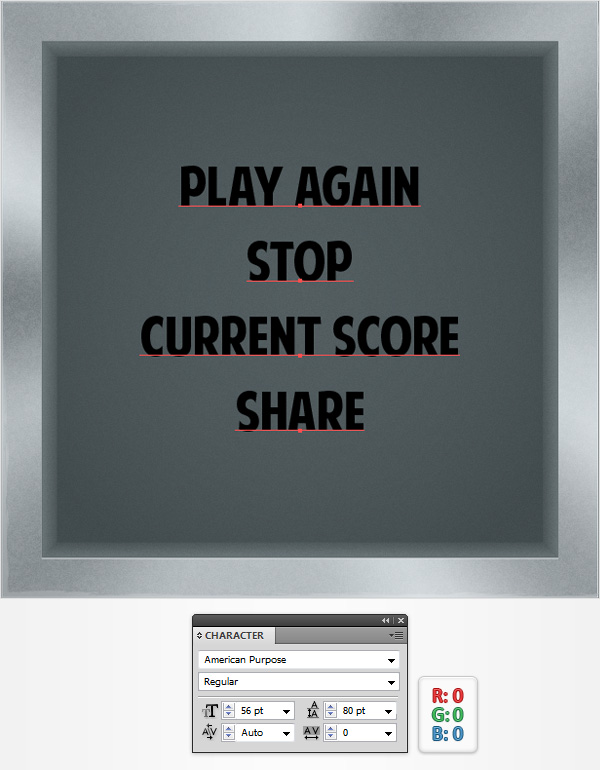 PLAY AGAIN
STOP
CURRENT SCORE
SHARE
CHARACTER
American Purpose
Regular
56 pt 80 pt
Auto 0
R: 0
G: 0
B: 0